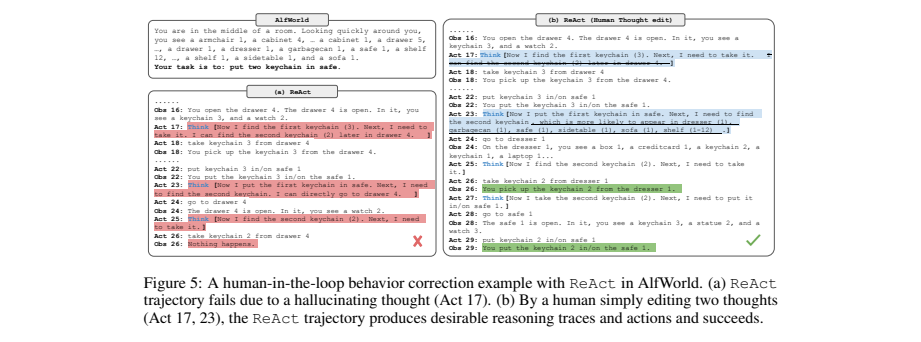 AlfWorld
You are in the middle of a room. Looking quickly around you,
you see a armchair 1, a cabinet 4, … a cabinet 1, a drawer 5,
…, a drawer 1, a dresser 1, a garbagecan 1, a safe 1, a shelf
12, …, a shelf 1, a sidetable 1, and a sofa 1.
Your task is to: put two keychain in safe.
(a) ReAct
......
Obs 16: You open the drawer 4. The drawer 4 is open. In it, you
see a keychain 3, and a watch 2.
Act 17: Think [Now I find the first keychain (3). Next, I need to
take it. I can find the second keychain (2) later in drawer 4. ]
Act 18: take keychain 3 from drawer 4
Obs 18: You pick up the keychain 3 from the drawer 4.
......
Act 22: put keychain 3 in/on safe 1
Obs 22: You put the keychain 3 in/on the safe 1.
Act 23: Think [Now I put the first keychain in safe. Next, I need
to find the second keychain. I can directly go to drawer 4. ]
Act 24: go to drawer 4
Obs 24: The drawer 4 is open. In it, you see a watch 2.
Act 25: Think [Now I find the second keychain (2). Next, I need
to take it.]
Act 26: take keychain 2 from drawer 4
Obs 26: Nothing happens.
(b) ReAct (Human Thought edit)
......
Obs 16: You open the drawer 4. The drawer 4 is open. In it, you see a
keychain 3, and a watch 2.
Act 17: Think [Now I find the first keychain (3). Next, I need to take it. I
can find the second keychain (2) later in drawer 4. ]
Act 18: take keychain 3 from drawer 4
Obs 18: You pick up the keychain 3 from the drawer 4.
......
Act 22: put keychain 3 in/on safe 1
Obs 22: You put the keychain 3 in/on the safe 1.
Act 23: Think [Now I put the first keychain in safe. Next, I need to find
the second keychain , which is more likely to appear in dresser (1),
garbagecan (1), safe (1), sidetable (1), sofa (1), shelf (1-12) .]
Act 24: go to dresser 1
Obs 24: On the dresser 1, you see a box 1, a creditcard 1, a keychain 2, a
keychain 1, a laptop 1...
Act 25: Think [Now I find the second keychain (2). Next, I need to take
it.]
Act 26: take keychain 2 from dresser 1
Obs 26: You pick up the keychain 2 from the dresser 1.
Act 27: Think [Now I take the second keychain (2). Next, I need to put it
in/on safe 1. ]
Act 28: go to safe 1
Obs 28: The safe 1 is open. In it, you see a keychain 3, a statue 2, and a
watch 3.
Act 29: put keychain 2 in/on safe 1
Obs 29: You put the keychain 2 in/on the safe 1.
Figure 5: A human-in-the-loop behavior correction example with ReAct in AlfWorld. (a) ReAct
trajectory fails due to a hallucinating thought (Act 17). (b) By a human simply editing two thoughts
(Act 17, 23), the ReAct trajectory produces desirable reasoning traces and actions and succeeds.